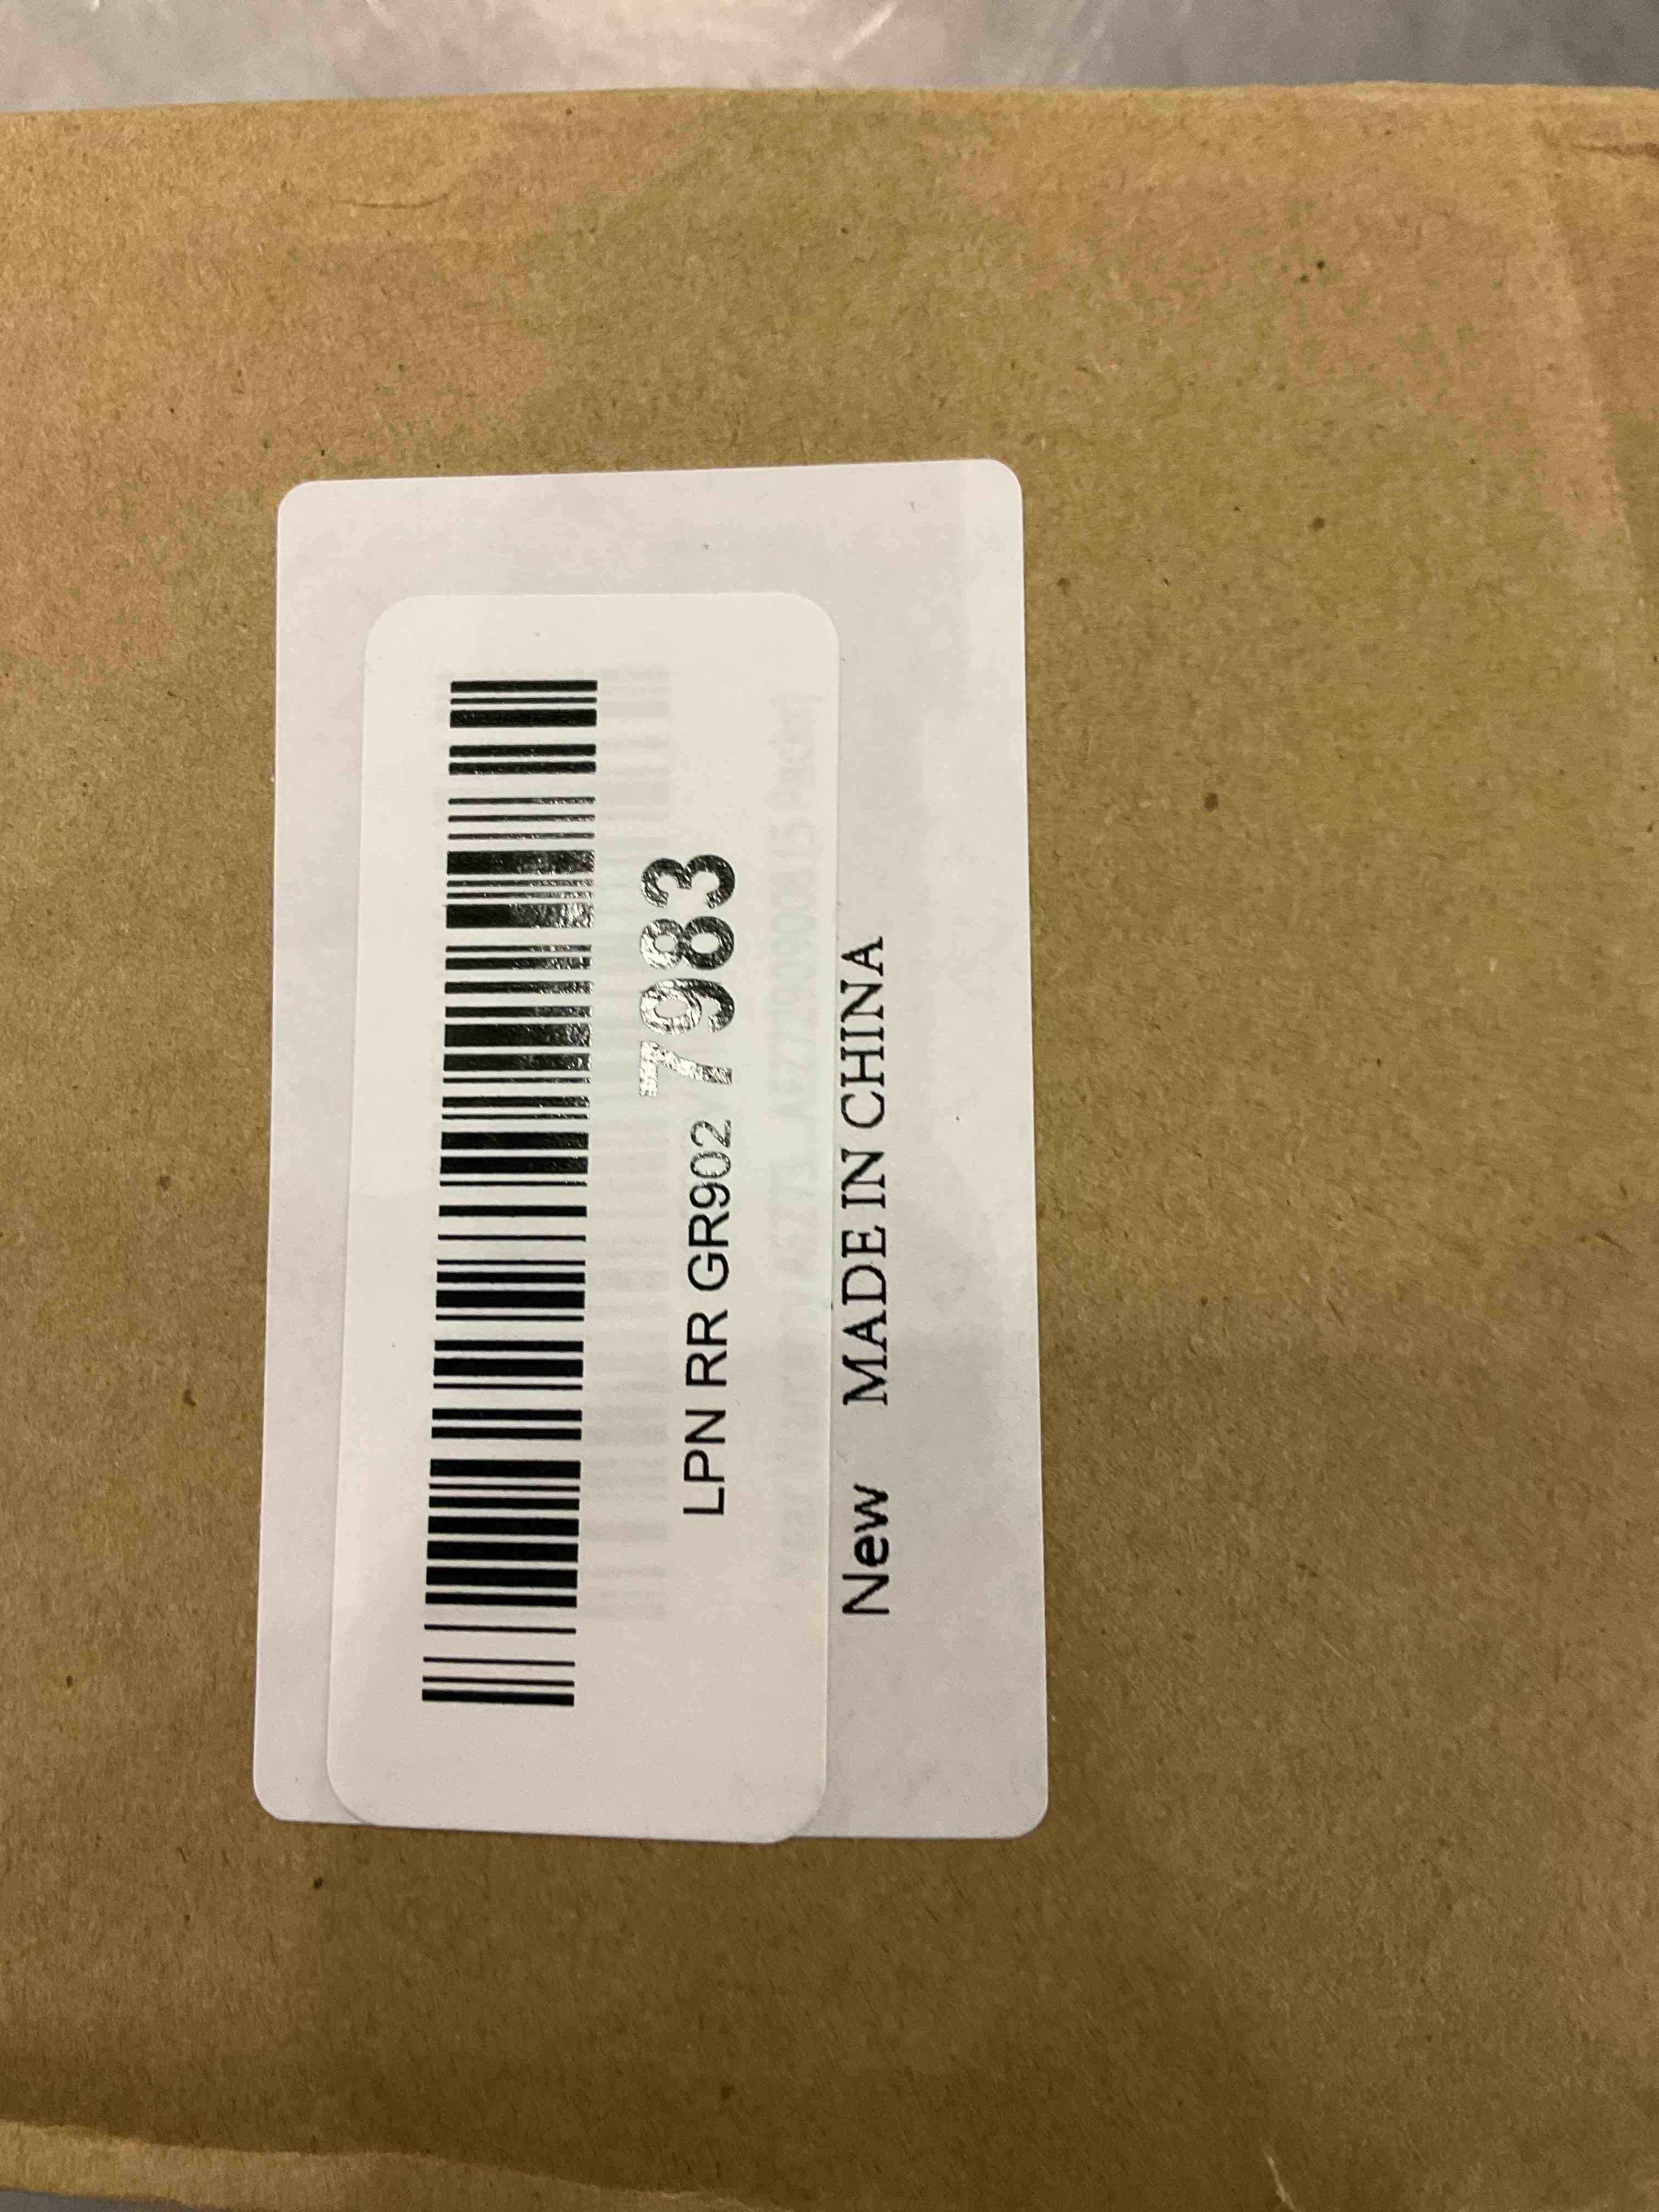 LPN RR GR902 7983
New MADE IN CHINA